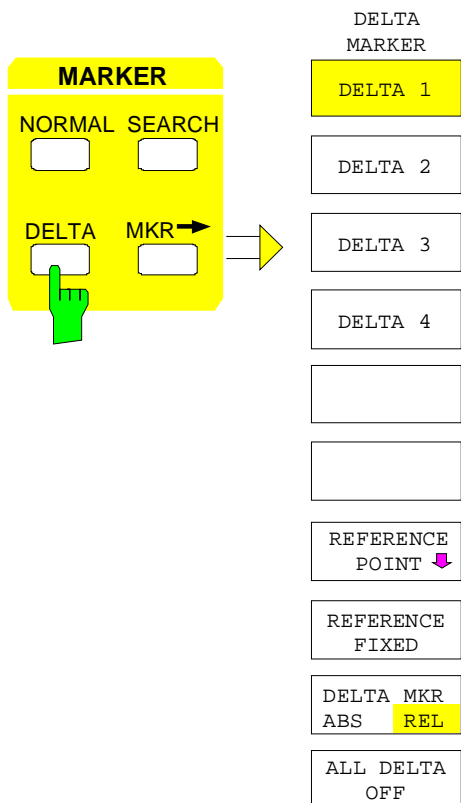 MARKER
NORMAL SEARCH
DELTA MKR
DELTA
MARKER
DELTA 1
DELTA 2
DELTA 3
DELTA 4
REFERENCE
POINT
REFERENCE
FIXED
DELTA MKR
ABS REL
ALL DELTA
OFF